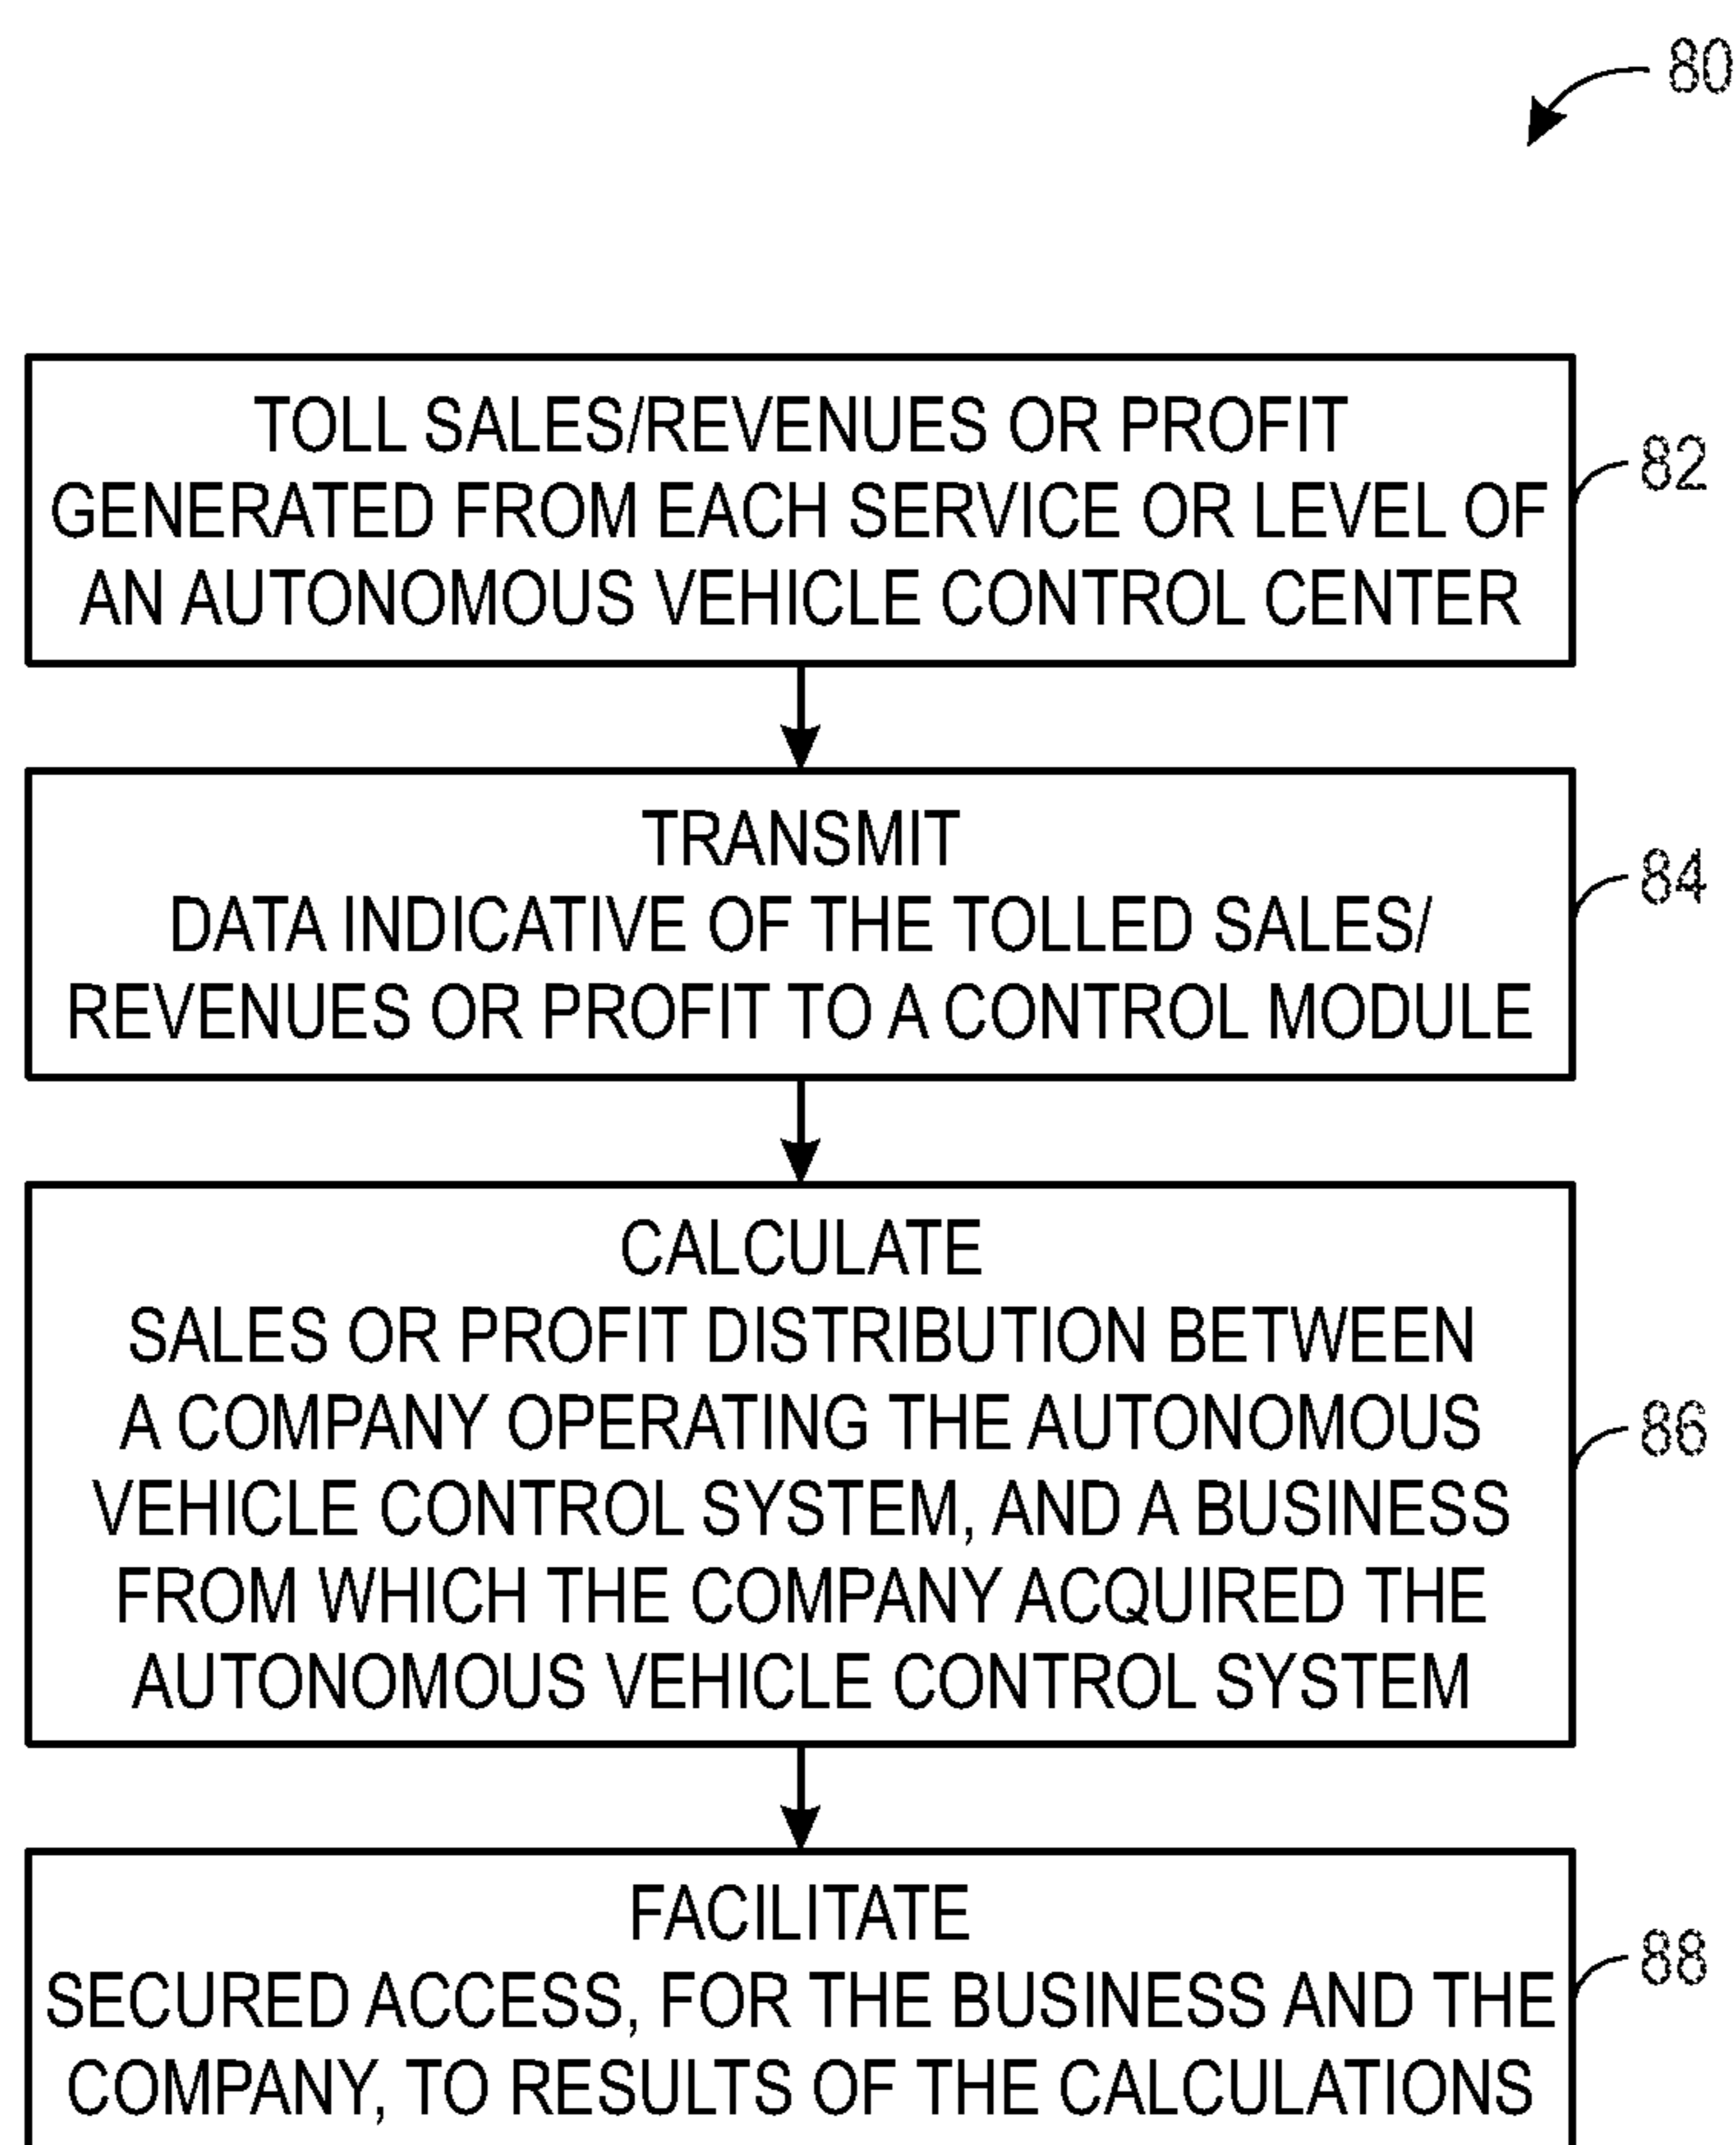 80
TOLL SALES/REVENUES OR PROFIT
GENERATED FROM EACH SERVICE OR LEVEL OF
AN AUTONOMOUS VEHICLE CONTROL CENTER
82
TRANSMIT
DATA INDICATIVE OF THE TOLLED SALES/
REVENUES OR PROFIT TO A CONTROL MODULE
84
CALCULATE
SALES OR PROFIT DISTRIBUTION BETWEEN
A COMPANY OPERATING THE AUTONOMOUS
VEHICLE CONTROL SYSTEM, AND A BUSINESS
FROM WHICH THE COMPANY ACQUIRED THE
AUTONOMOUS VEHICLE CONTROL SYSTEM
86
FACILITATE
SECURED ACCESS, FOR THE BUSINESS AND THE
COMPANY, TO RESULTS OF THE CALCULATIONS
88